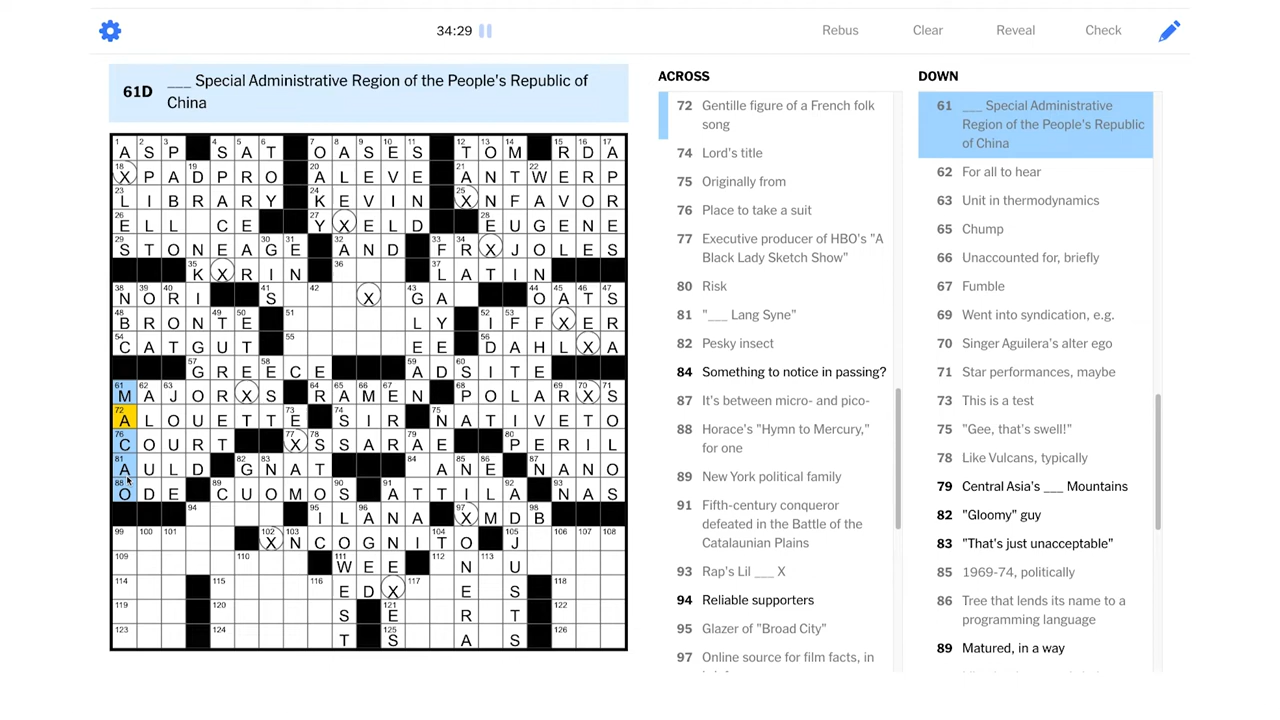 34:29
Rebus
Clear
Reveal
Check
61D
___ Special Administrative Region of the People's Republic of
China
ACROSS
72 Gentille figure of a French folk
song
74 Lord's title
75 Originally from
76 Place to take a suit
77 Executive producer of HBO's "A
Black Lady Sketch Show"
80 Risk
81 "___ Lang Syne"
82 Pesky insect
84 Something to notice in passing?
87 It's between micro- and pico-
88 Horace's "Hymn to Mercury,"
for one
89 New York political family
91 Fifth-century conqueror
defeated in the Battle of the
Catalaunian Plains
93 Rap's Lil ___ X
94 Reliable supporters
95 Glazer of "Broad City"
97 Online source for film facts, in
DOWN
61 ___ Special Administrative
Region of the People's Republic
of China
62 For all to hear
63 Unit in thermodynamics
65 Chump
66 Unaccounted for, briefly
67 Fumble
69 Went into syndication, e.g.
70 Singer Aguilera's alter ego
71 Star performances, maybe
73 This is a test
75 "Gee, that's swell!"
78 Like Vulcans, typically
79 Central Asia's ___ Mountains
82 "Gloomy" guy
83 "That's just unacceptable"
85 1969-74, politically
86 Tree that lends its name to a
programming language
89 Matured, in a way
A S P S A T O A S E S T O M R D A
X P A D P R O A L E V E A N T W E R P
L I B R A R Y K E V I N X N F A V O R
E L L C E Y X E L D E U G E N E
S T O N E A G E A N D F R X J O L E S
K X R I N L A T I N
N O R I S X G A O A T S
B R O N T E L Y I F F X E R
C A T G U T E E D A H L X A
G R E E C E A D S I T E
M A J O R X S R A M E N P O L A R X S
A L O U E T T E S I R N A T I V E T O
C O U R T X S S A R A E P E R I L
A U L D G N A T A N E N A N O
O D E C U O M O S A T T I L A N A S
I L A N A X M D B
X N C O G N I T O J
W E E N U
E D X E S
S E R T
T S A S